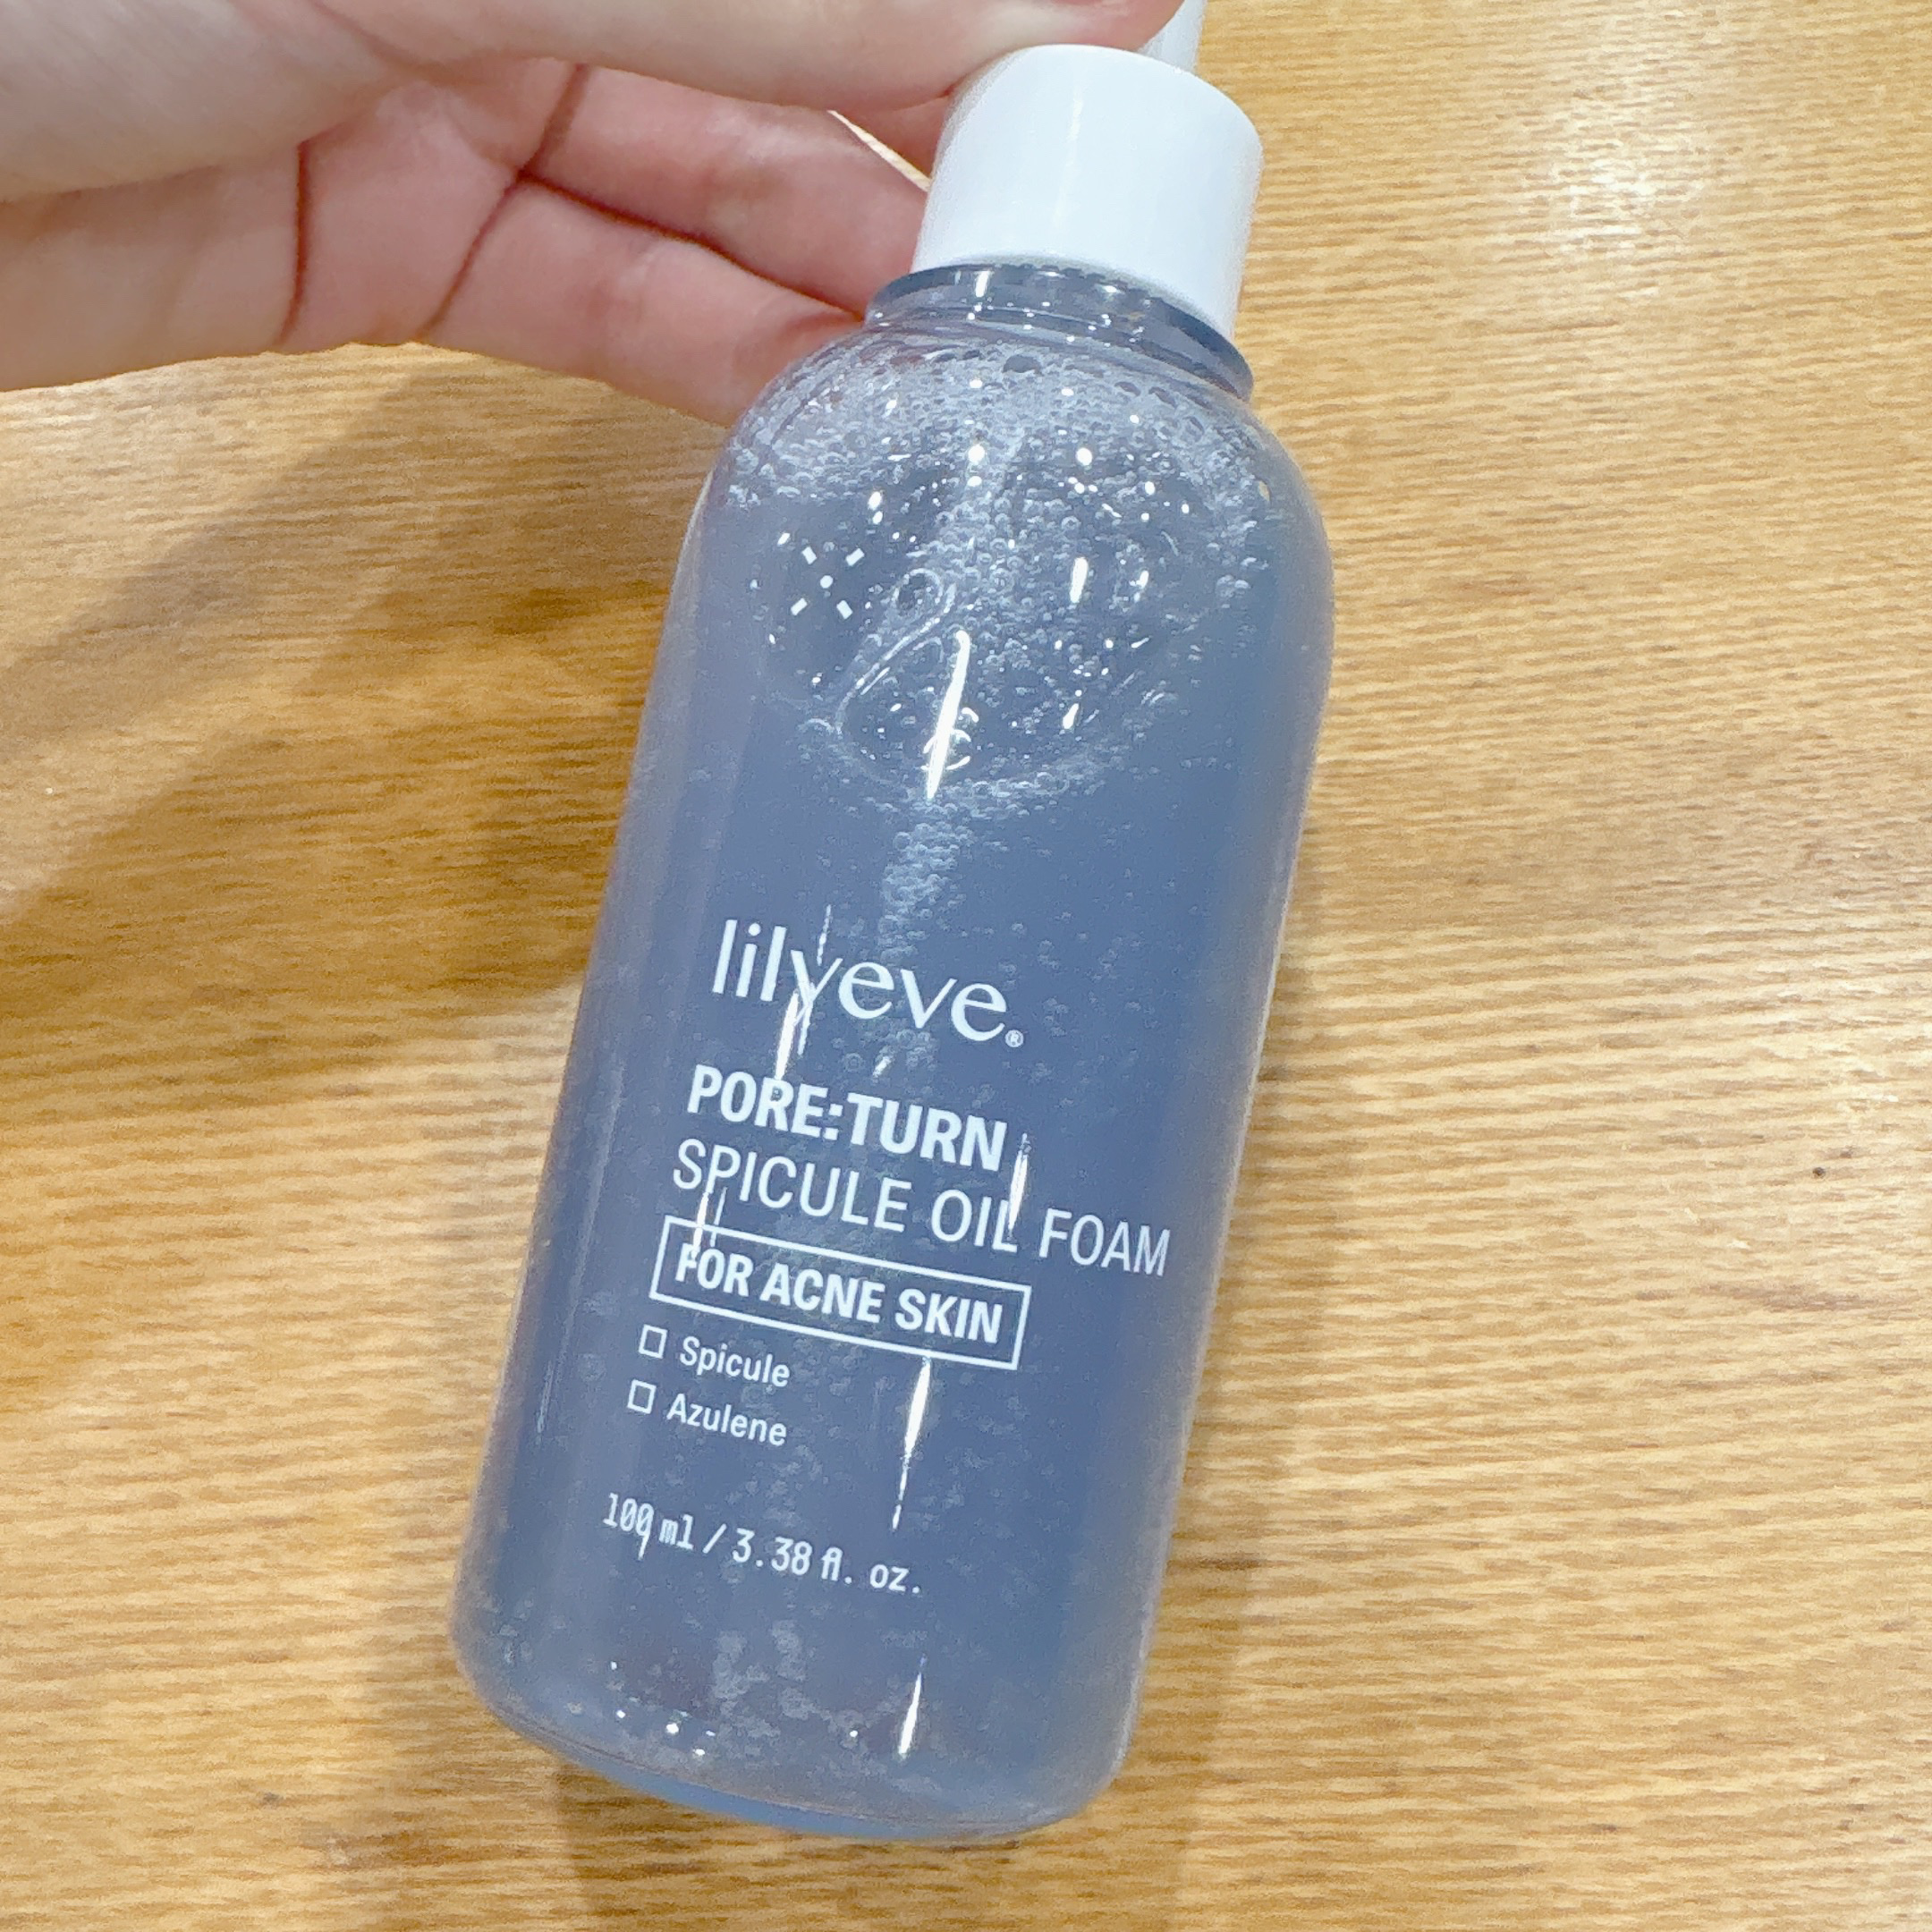 lilyeve.®
PORE:TURN
SPICULE OIL FOAM
FOR ACNE SKIN
☐ Spicule
☐ Azulene
100 ml / 3.38 fl. oz.